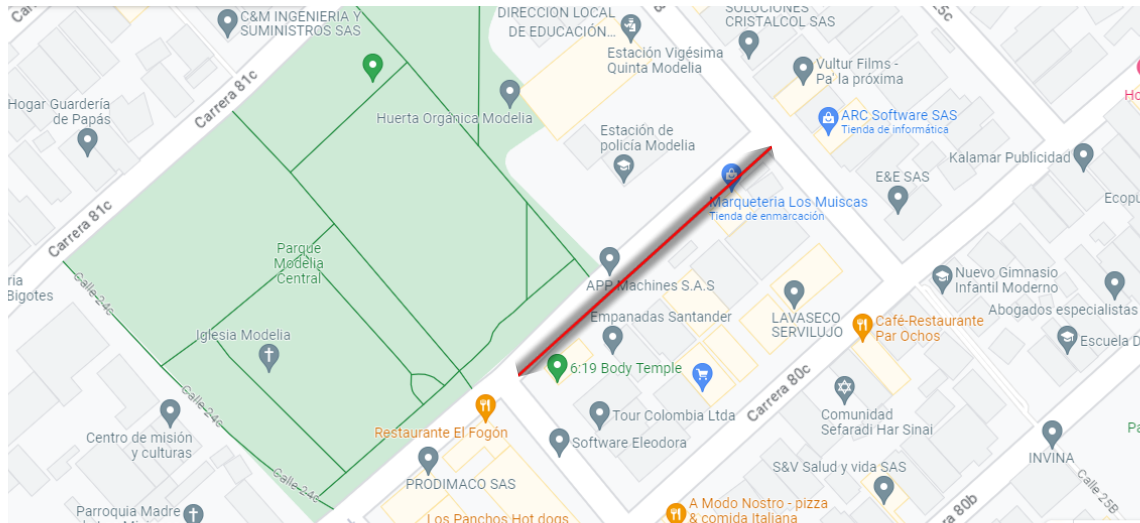 C&M INGENIERIA Y
SUMINISTROS SAS
DIRECCION LOCAL
DE EDUCACIÓN...
SOLUCIONES
CRISTALCOL SAS
25c
Estación Vigésima
Quinta Modelia
Vultur Films -
Pa' la próxima
Hogar Guardería
de Papás
Carrera 81c
Huerta Orgánica Modelia
ARC Software SAS
Tienda de informática
Estación de
policía Modelia
Kalamar Publicidad
E&E SAS
Marqueteria Los Muiscas
Tienda de enmarcación
Carrera 81c
Parque
Modelia
Central
Calle 24c
Bigotes
APP Machines S.A.S
Nuevo Gimnasio
Infantil Moderno
Empanadas Santander
LAVASECO
SERVILUJO
Café-Restaurante
Par Ochos
Abogados especialistas
Iglesia Modelia
6:19 Body Temple
Carrera 80c
Calle 24c
Tour Colombia Ltda
Comunidad
Sefaradi Har Sinai
Restaurante El Fogón
Centro de misión
y culturas
Software Eleodora
INVINA
Calle 24c
PRODIMACO SAS
S&V Salud y vida SAS
Calle 25B
Parroquia Madre
Los Panchos Hot dogs
A Modo Nostro - pizza
& comida Italiana
80b